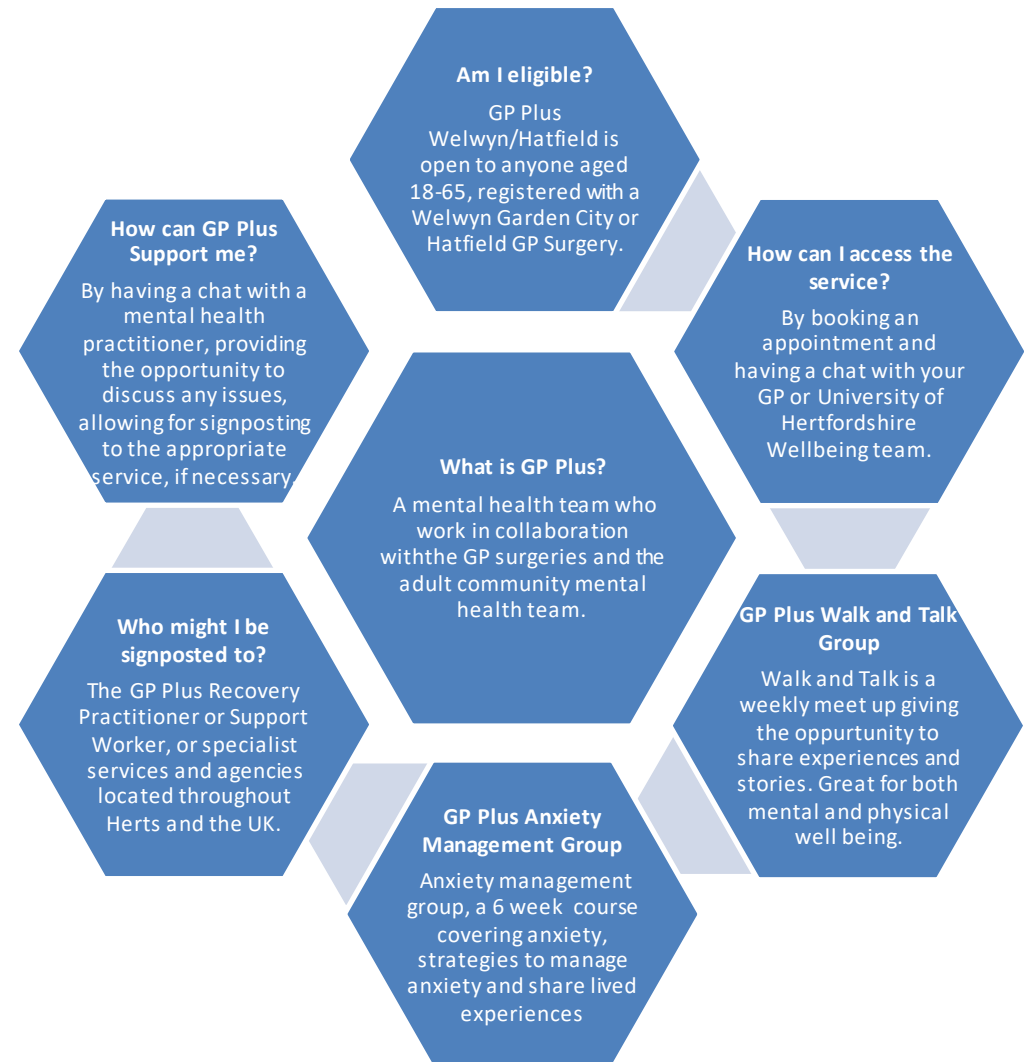 Am I eligible?
GP Plus
Welwyn/Hatfield is
open to anyone aged
18-65, registered with a
Welwyn Garden City or
Hatfield GP Surgery.
How can I access the
service?
By booking an
appointment and
having a chat with your
GP or University of
Hertfordshire
Wellbeing team.
GP Plus Walk and Talk
Group
Walk and Talk is a
weekly meet up giving
the oppurtunity to
share experiences and
stories. Great for both
mental and physical
well being.
GP Plus Anxiety
Management Group
Anxiety management
group, a 6 week course
covering anxiety,
strategies to manage
anxiety and share lived
experiences
Who might I be
signposted to?
The GP Plus Recovery
Practitioner or Support
Worker, or specialist
services and agencies
located throughout
Herts and the UK.
How can GP Plus
Support me?
By having a chat with a
mental health
practitioner, providing
the opportunity to
discuss any issues,
allowing for signposting
to the appropriate
service, if necessary.
What is GP Plus?
A mental health team who
work in collaboration
withthe GP surgeries and the
adult community mental
health team.